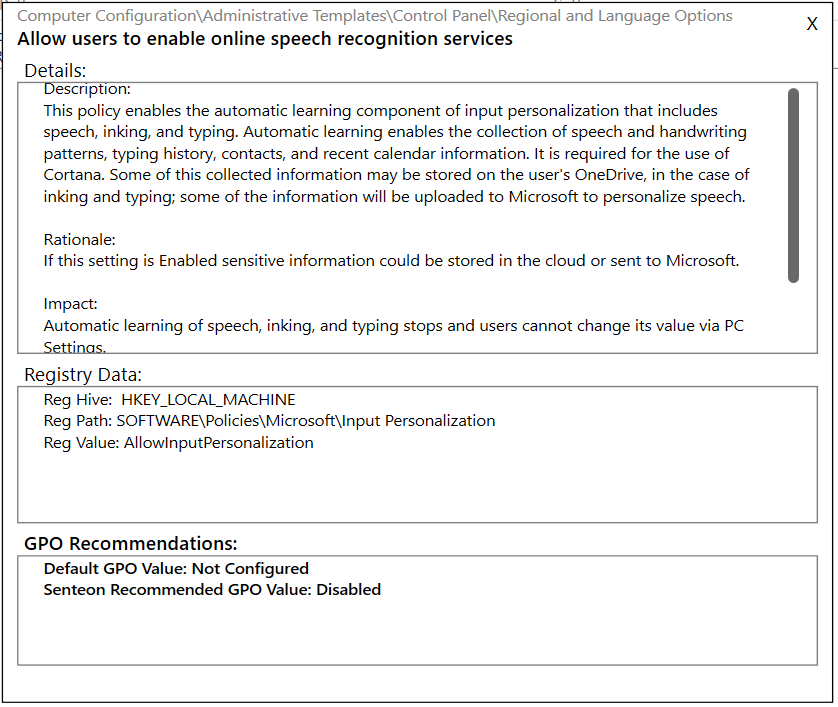 Computer Configuration\Administrative Templates\Control Panel\Regional and Language Options
X
Allow users to enable online speech recognition services
Details:
Description:
This policy enables the automatic learning component of input personalization that includes
speech, inking, and typing. Automatic learning enables the collection of speech and handwriting
patterns, typing history, contacts, and recent calendar information. It is required for the use of
Cortana. Some of this collected information may be stored on the user's OneDrive, in the case of
inking and typing; some of the information will be uploaded to Microsoft to personalize speech.
Rationale:
If this setting is Enabled sensitive information could be stored in the cloud or sent to Microsoft.
Impact:
Automatic learning of speech, inking, and typing stops and users cannot change its value via PC
Settings.
Registry Data:
Reg Hive:  HKEY_LOCAL_MACHINE
Reg Path: SOFTWARE\Policies\Microsoft\Input Personalization
Reg Value: AllowInputPersonalization
GPO Recommendations:
Default GPO Value: Not Configured
Senteon Recommended GPO Value: Disabled